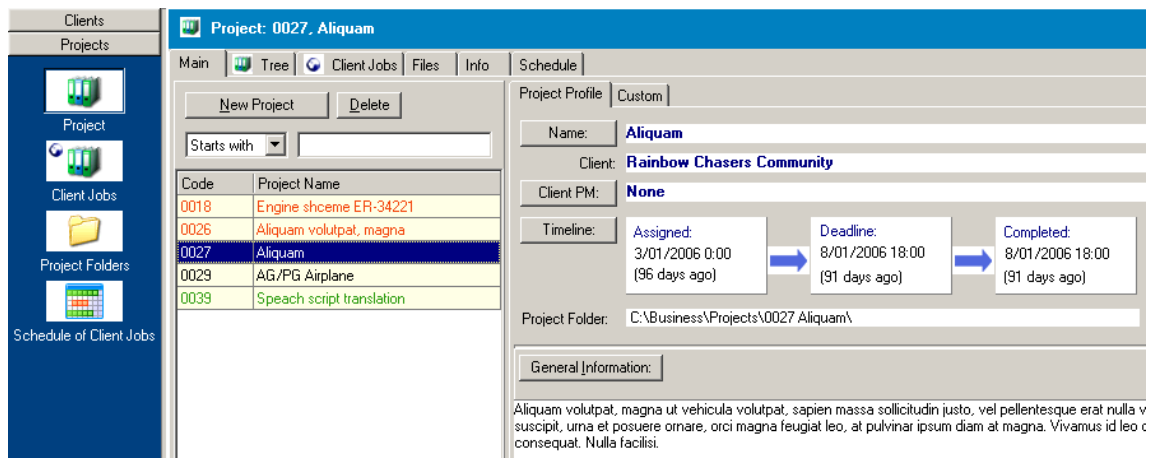 Clients
Projects
Project
Client Jobs
Project Folders
Schedule of Client Jobs
Project: 0027, Aliquam
Main Tree Client Jobs Files Info Schedule
New Project Delete
Starts with
Code Project Name
0018 Engine shceme ER-34221
0026 Aliquam volutpat, magna
0027 Aliquam
0029 AG/PG Airplane
0039 Speach script translation
Project Profile Custom
Name: Aliquam
Client: Rainbow Chasers Community
Client PM: None
Timeline:
Assigned:
3/01/2006 0:00
(96 days ago)
Deadline:
8/01/2006 18:00
(91 days ago)
Completed:
8/01/2006 18:00
(91 days ago)
Project Folder: C:\Business\Projects\0027 Aliquam\
General Information:
Aliquam volutpat, magna ut vehicula volutpat, sapien massa sollicitudin justo, vel pellentesque erat nulla
suscipit, urna et posuere ornare, orci magna feugiat leo, at pulvinar ipsum diam at magna. Vivamus id leo
consequat. Nulla facilisi.